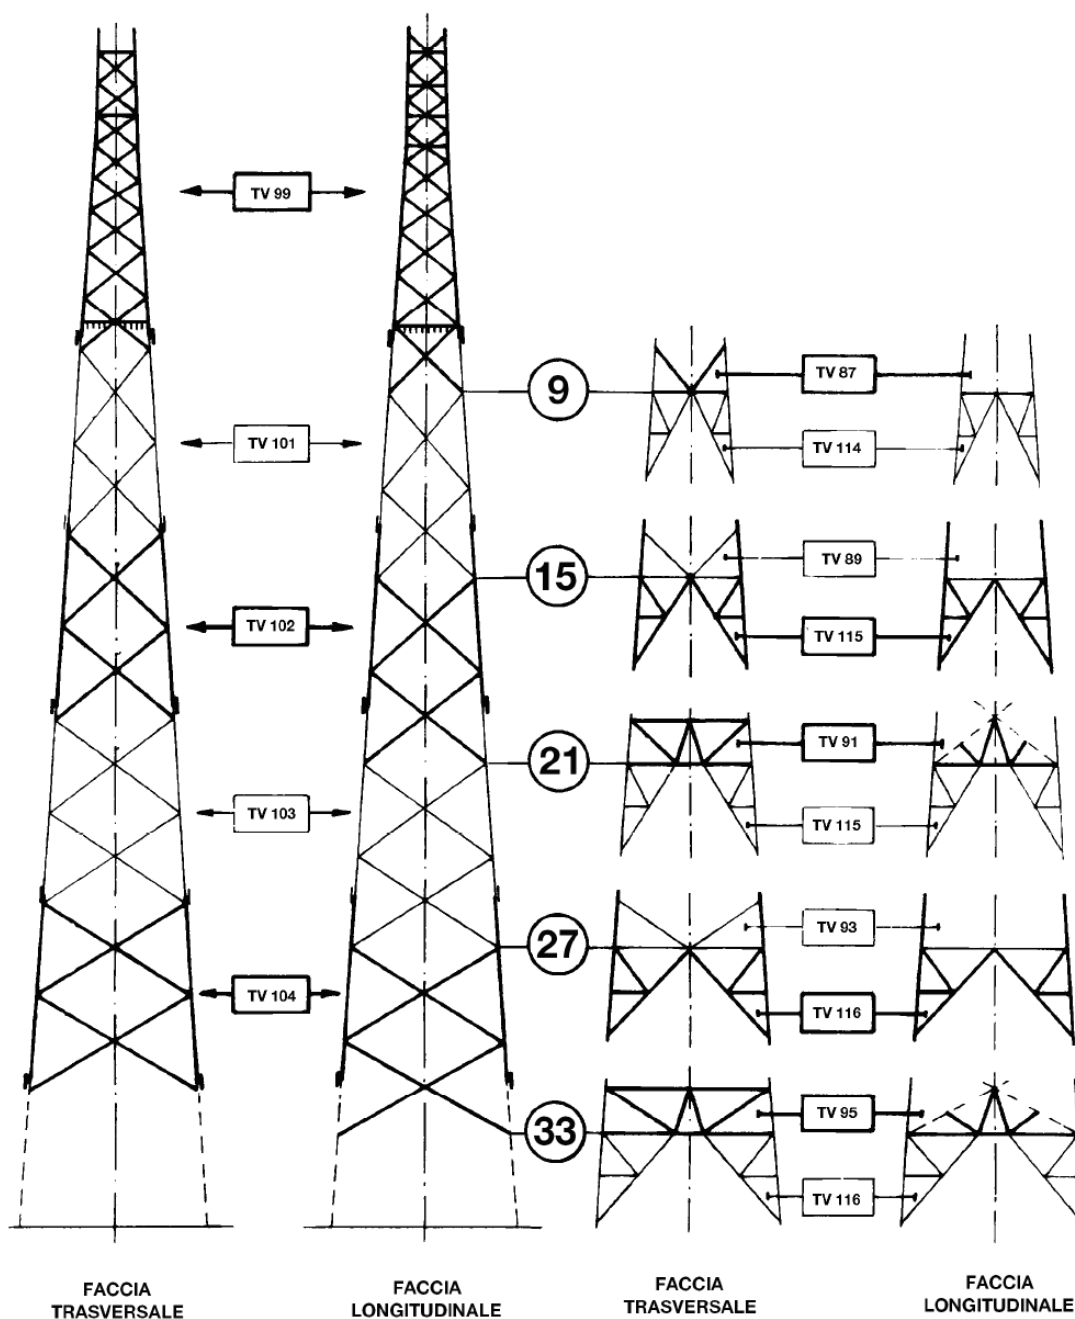 TV 99
9
TV 87
TV 101
TV 114
15
TV 89
TV 102
TV 115
21
TV 91
TV 103
TV 115
27
TV 93
TV 104
TV 116
33
TV 95
TV 116
FACCIA
TRASVERSALE
FACCIA
LONGITUDINALE
FACCIA
TRASVERSALE
FACCIA
LONGITUDINALE